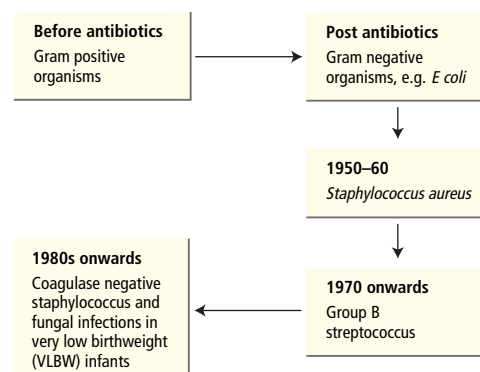 Before antibiotics
Gram positive
organisms
Post antibiotics
Gram negative
organisms, e.g. E coli
1950–60
Staphylococcus aureus
1970 onwards
Group B
streptococcus
1980s onwards
Coagulase negative
staphylococcus and
fungal infections in
very low birthweight
(VLBW) infants